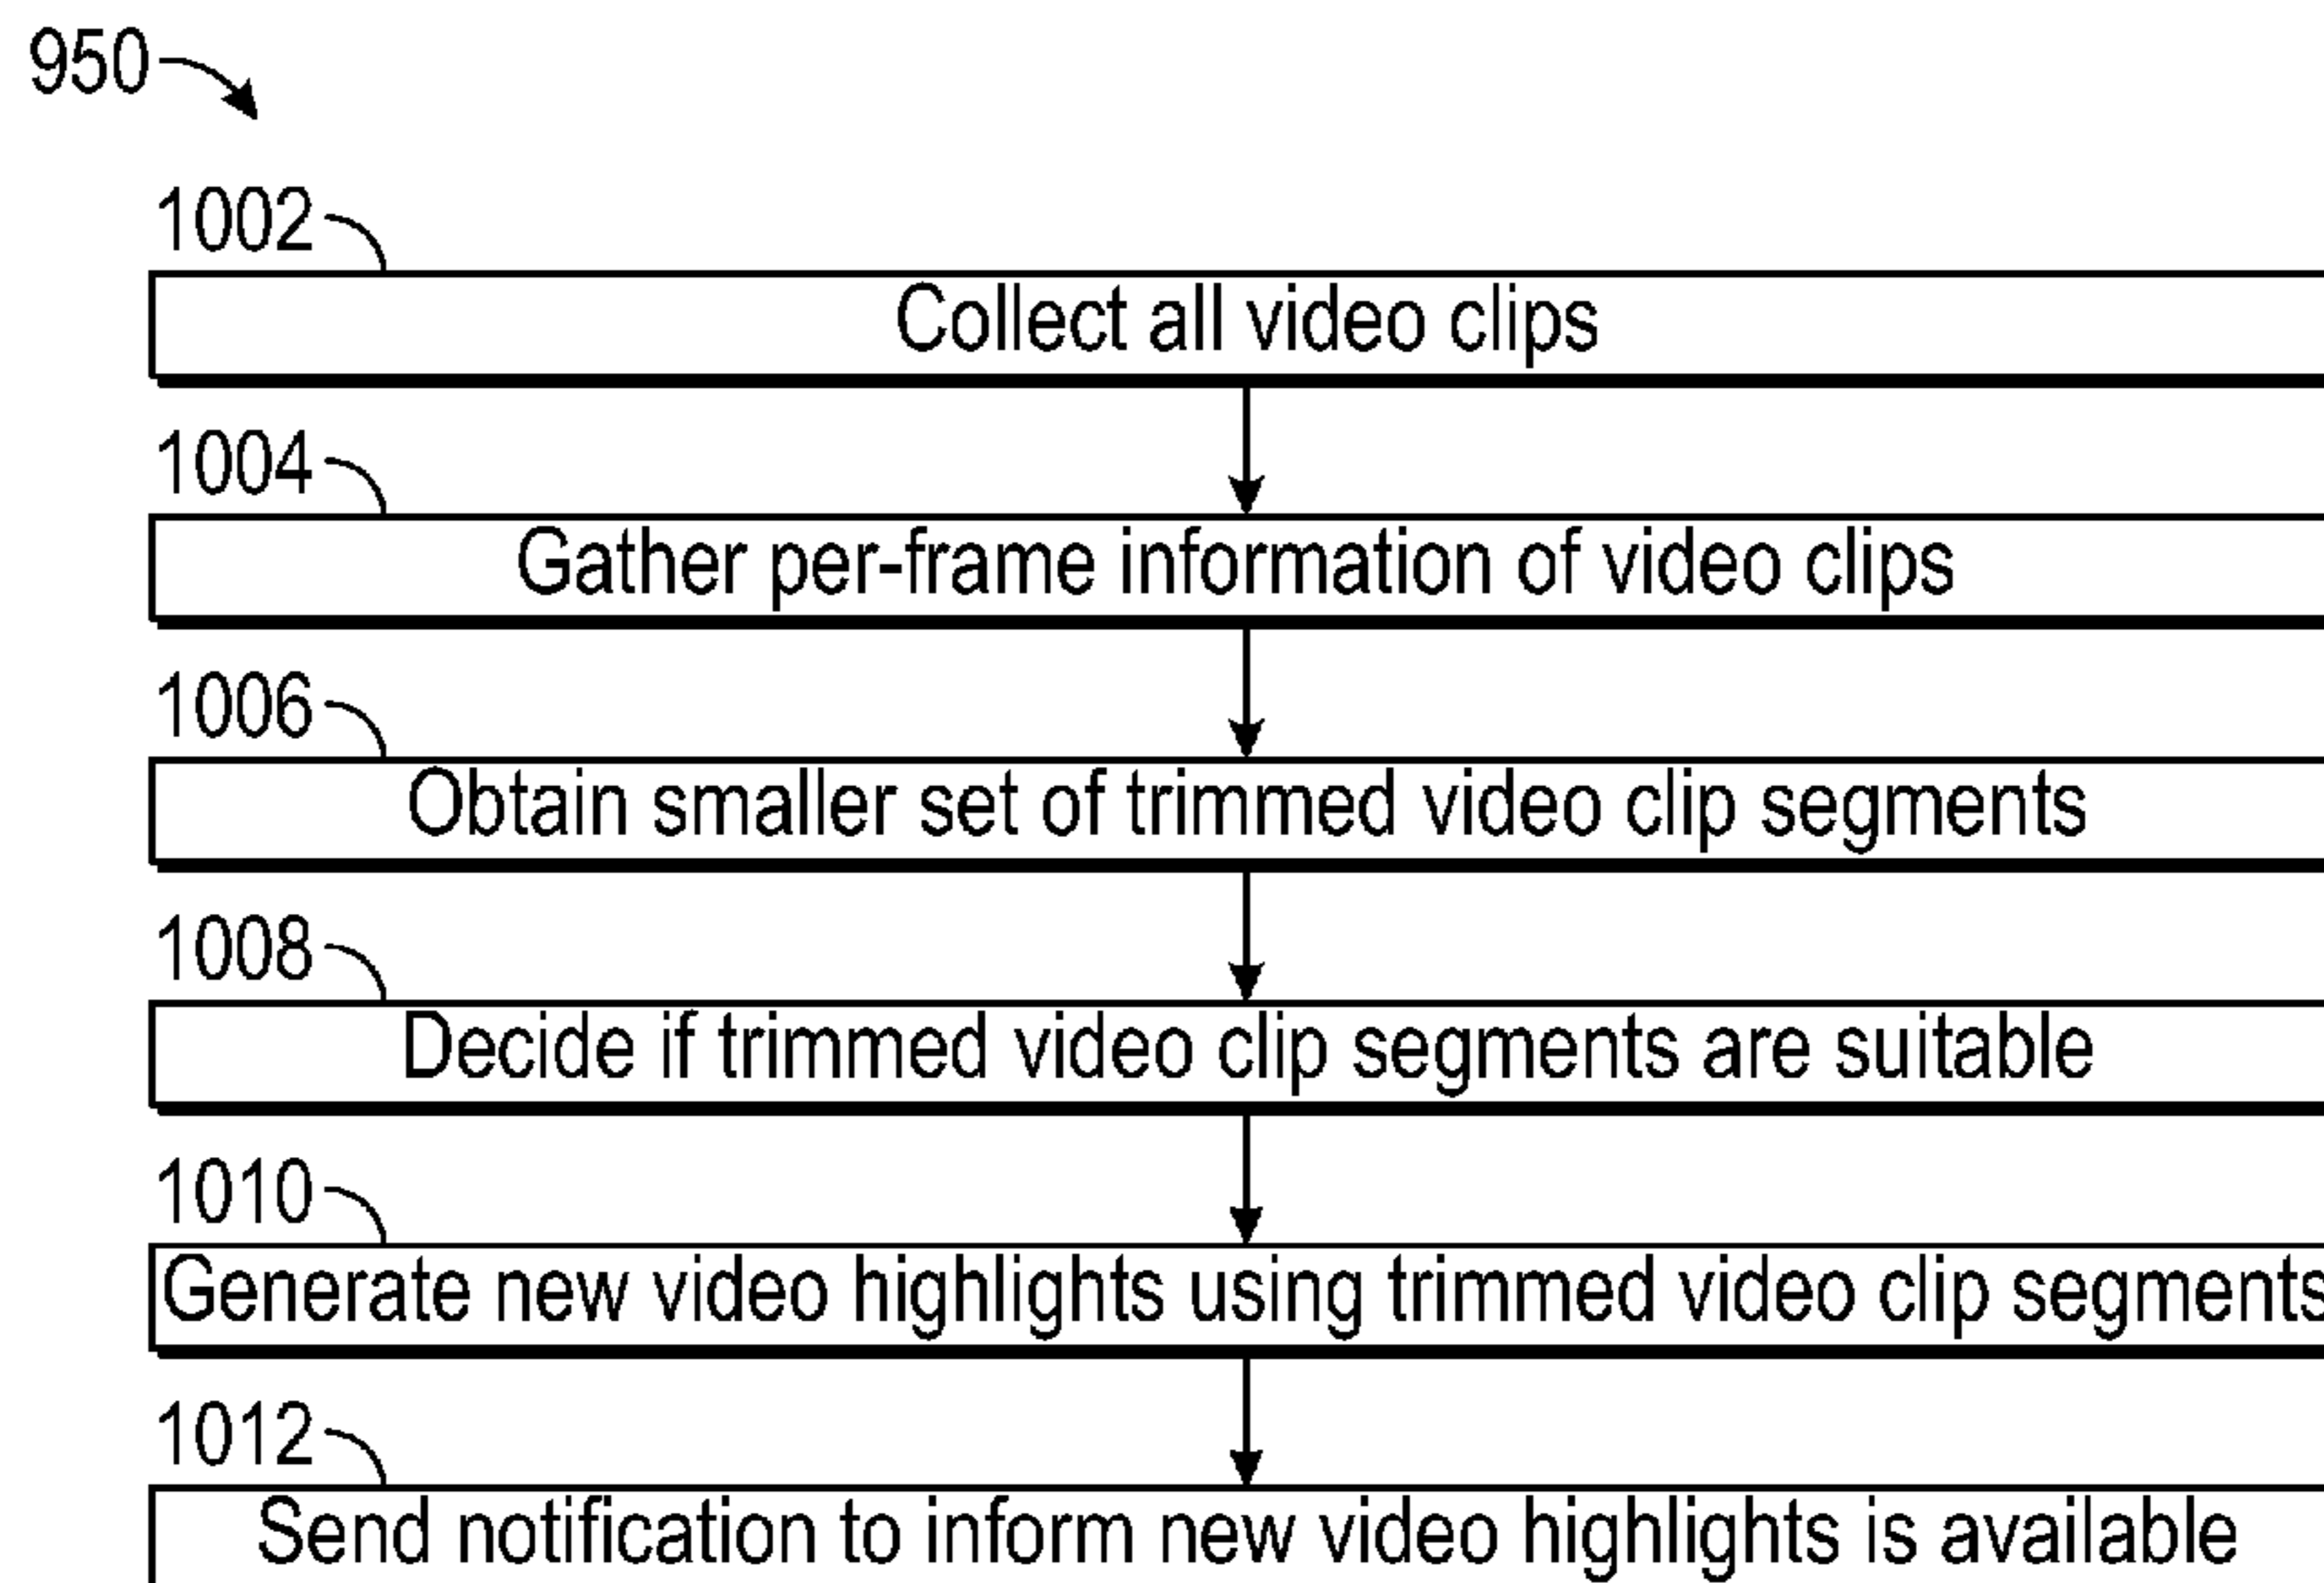 950
1002
Collect all video clips
1004
Gather per-frame information of video clips
1006
Obtain smaller set of trimmed video clip segments
1008
Decide if trimmed video clip segments are suitable
1010
Generate new video highlights using trimmed video clip segments
1012
Send notification to inform new video highlights is available